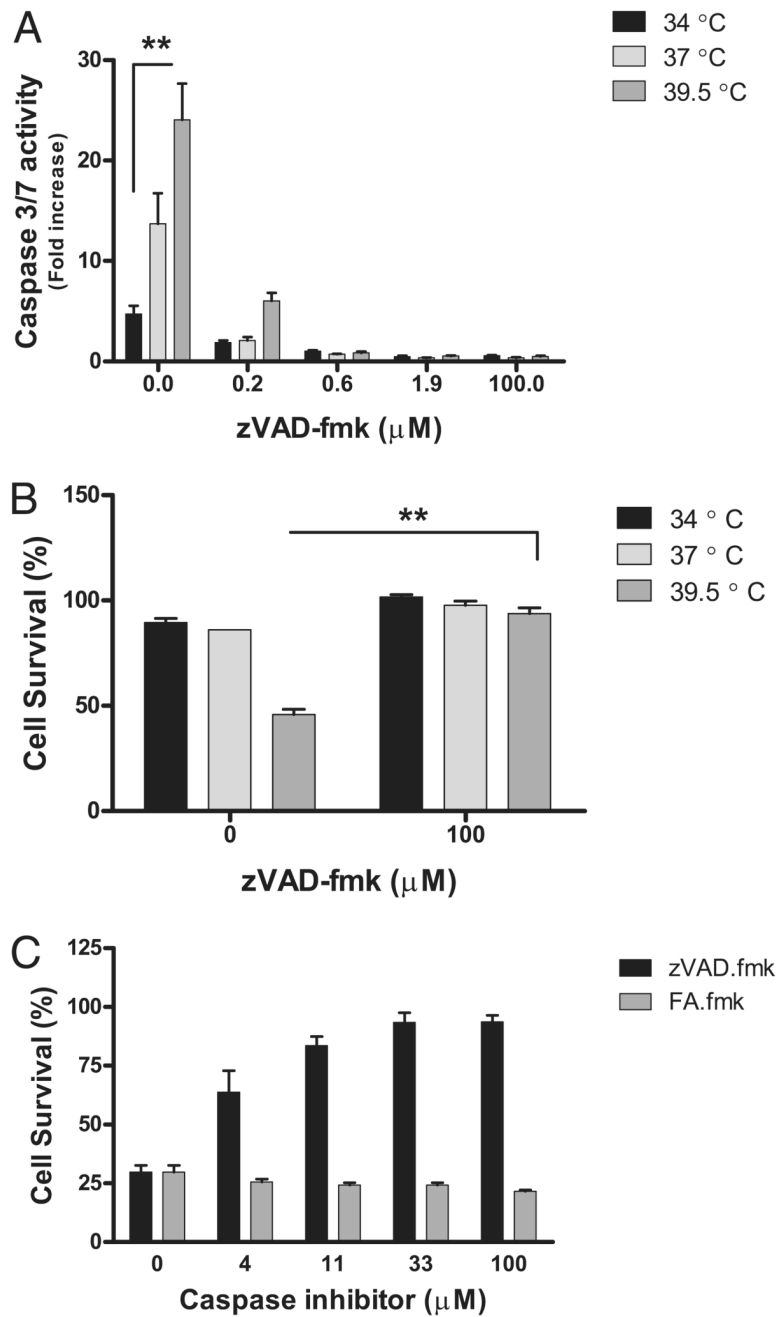 A
**
34 °C
37 °C
39.5 °C
30
20
10
0
Caspase 3/7 activity
(Fold increase)
0.0 0.2 0.6 1.9 100.0
zVAD-fmk (μM)
B
**
34 ° C
37 ° C
39.5 ° C
150
100
50
0
Cell Survival (%)
0 100
zVAD-fmk (μM)
C
zVAD.fmk
FA.fmk
125
100
75
50
25
0
Cell Survival (%)
0 4 11 33 100
Caspase inhibitor (μM)